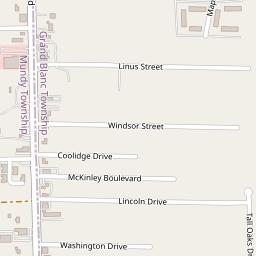 Map
Linus Street
Grand Blanc Township
Mundy Township
Windsor Street
Coolidge Drive
McKinley Boulevard
Lincoln Drive
Tall Oaks Dr
Washington Drive